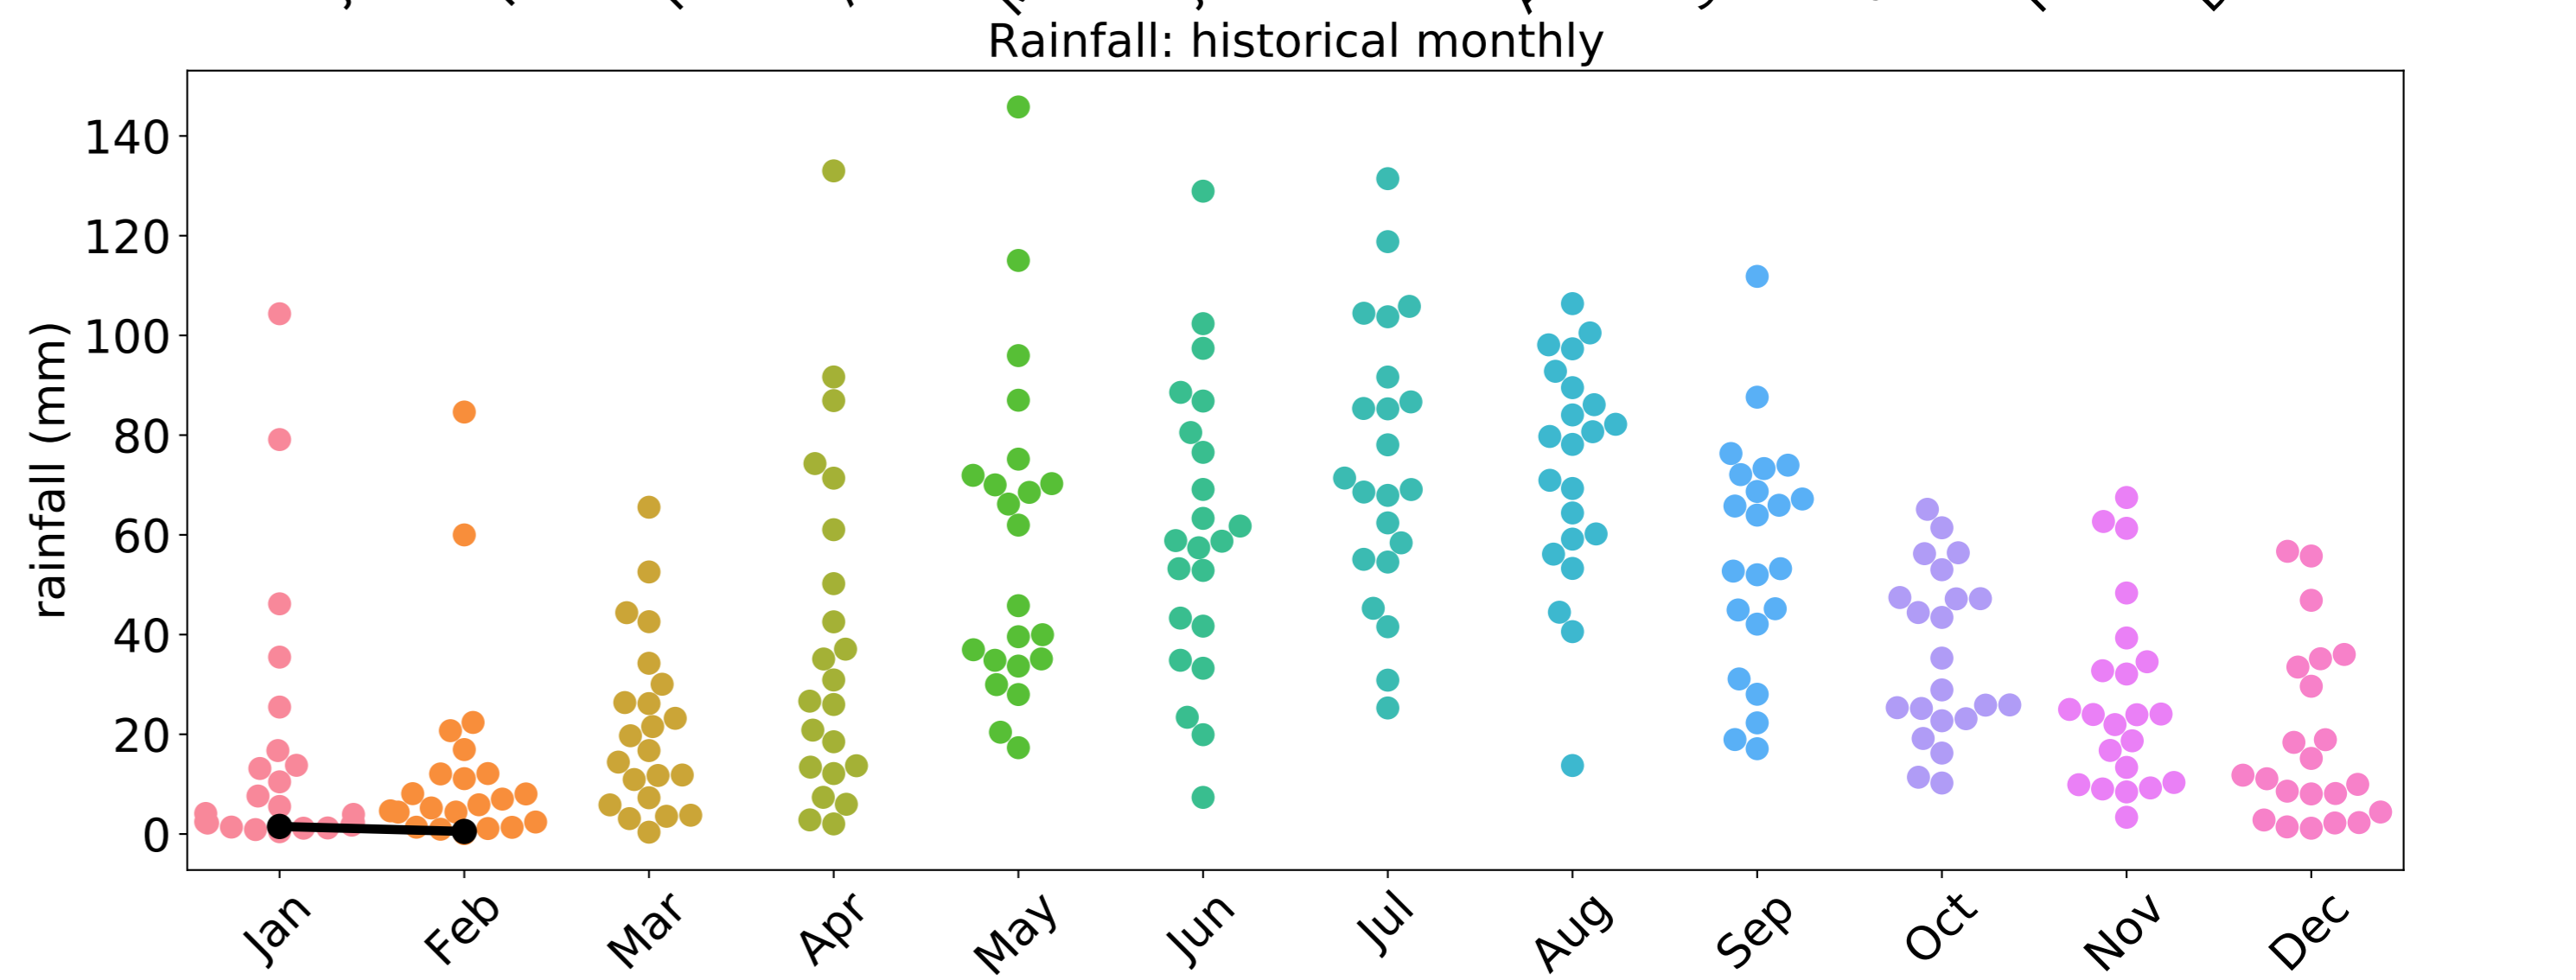 Rainfall: historical monthly
rainfall (mm)
140
120
100
80
60
40
20
0
Jan
Feb
Mar
Apr
May
Jun
Jul
Aug
Sep
Oct
Nov
Dec